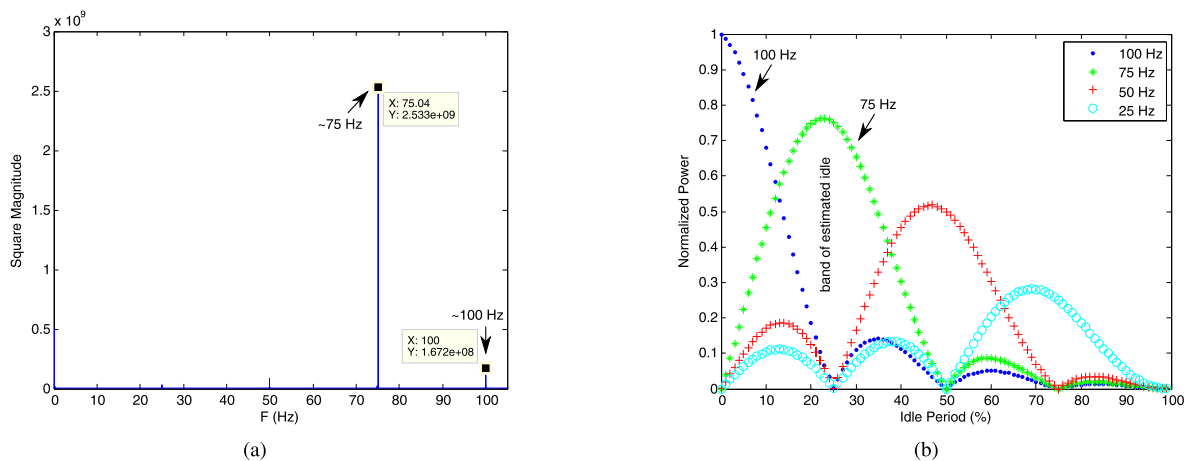 x 10^9
3
2.5
2
1.5
1
0.5
0
0 10 20 30 40 50 60 70 80 90 100
F (Hz)
Square Magnitude
~75 Hz
X: 75.04
Y: 2.533e+09
~100 Hz
X: 100
Y: 1.672e+08
(a)
1
0.9
0.8
0.7
0.6
0.5
0.4
0.3
0.2
0.1
0
0 10 20 30 40 50 60 70 80 90 100
Idle Period (%)
Normalized Power
100 Hz
75 Hz
band of estimated idle
100 Hz
75 Hz
50 Hz
25 Hz
(b)